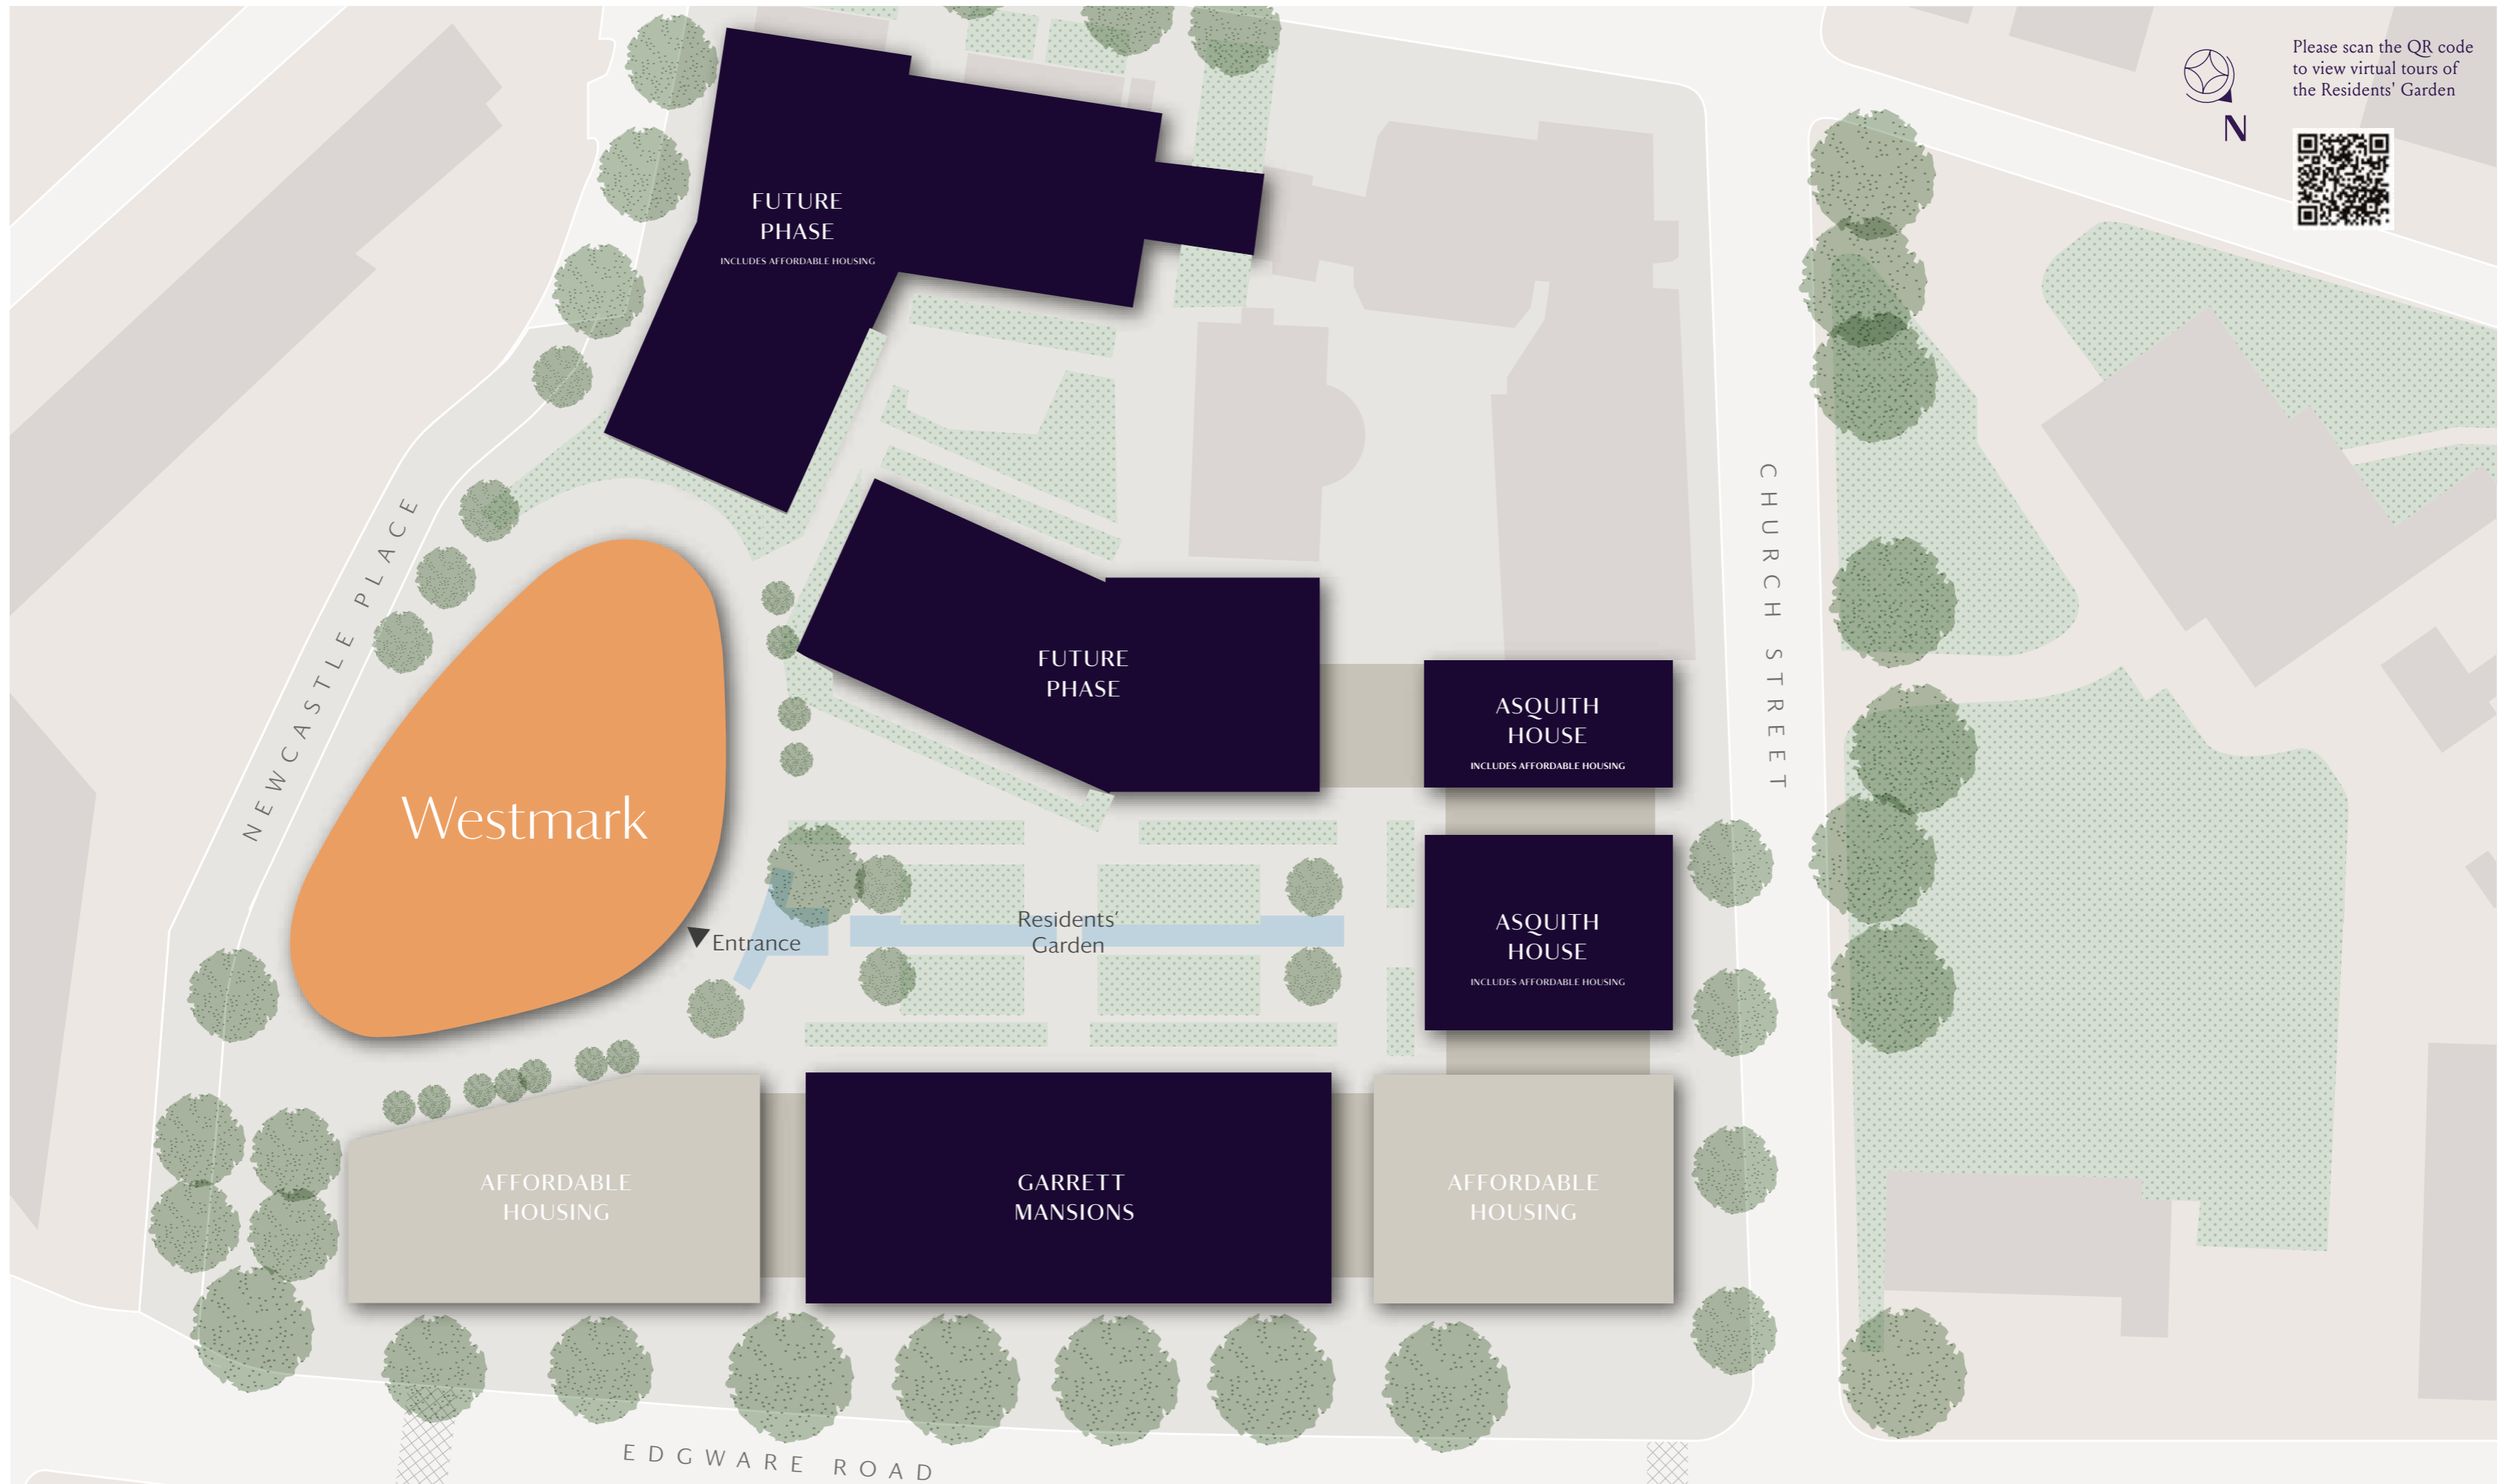 Please scan the QR code
to view virtual tours of
the Residents' Garden
N
FUTURE
PHASE
INCLUDES AFFORDABLE HOUSING
NEWCASTLE PLACE
CHURCH STREET
FUTURE
PHASE
ASQUITH
HOUSE
INCLUDES AFFORDABLE HOUSING
Westmark
Entrance
Residents'
Garden
ASQUITH
HOUSE
INCLUDES AFFORDABLE HOUSING
AFFORDABLE
HOUSING
GARRETT
MANSIONS
AFFORDABLE
HOUSING
EDGWARE ROAD